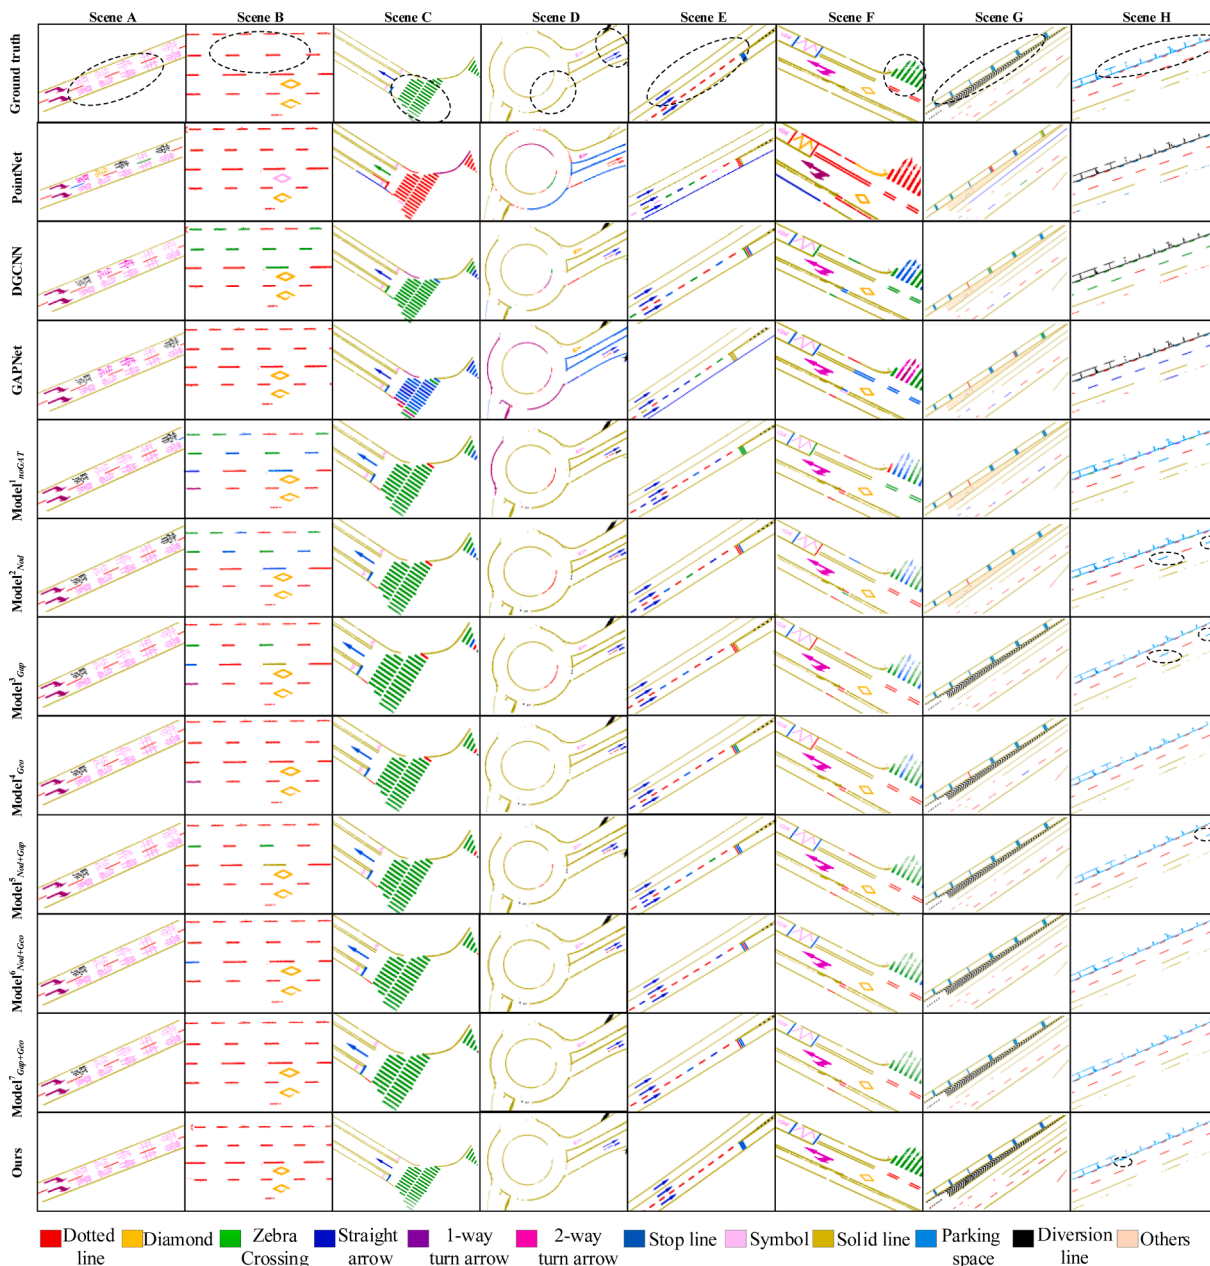 Scene A Scene B Scene C Scene D Scene E Scene F Scene G Scene H
Ground truth
PointNet
DGCNN
GAPNet
Model¹noGAT
Model²Nod
Model³Gap
Model⁴Geo
Model⁵Nod+Gap
Model⁶Nod+Geo
Model⁷Gap+Geo
Ours
Dotted line
Diamond
Zebra Crossing
Straight arrow
1-way turn arrow
2-way turn arrow
Stop line
Symbol
Solid line
Parking space
Diversion line
Others